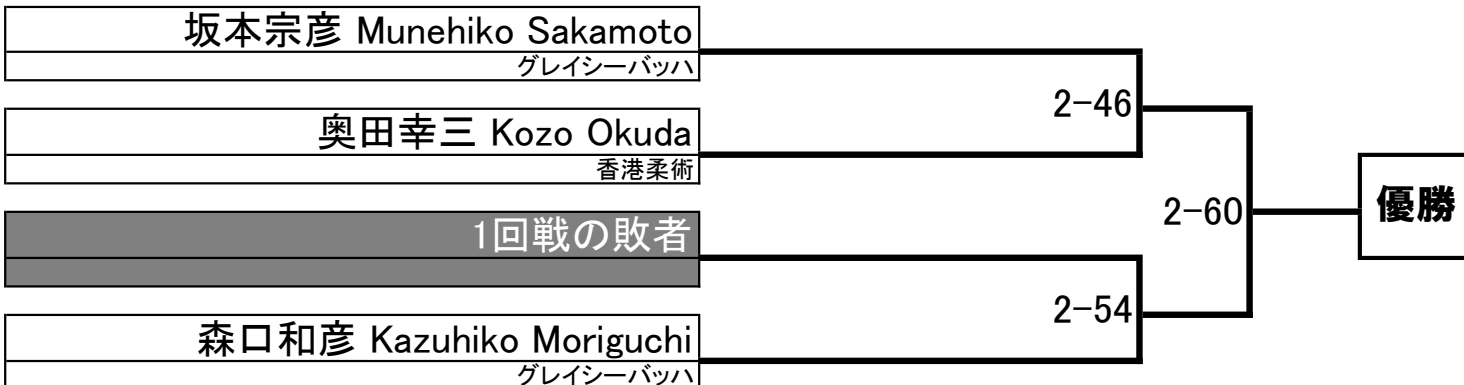 坂本宗彦 Munehiko Sakamoto
グレイシーバッハ
2-46
奥田幸三 Kozo Okuda
香港柔術
2-60
優勝
1回戦の敗者
2-54
森口和彦 Kazuhiko Moriguchi
グレイシーバッハ